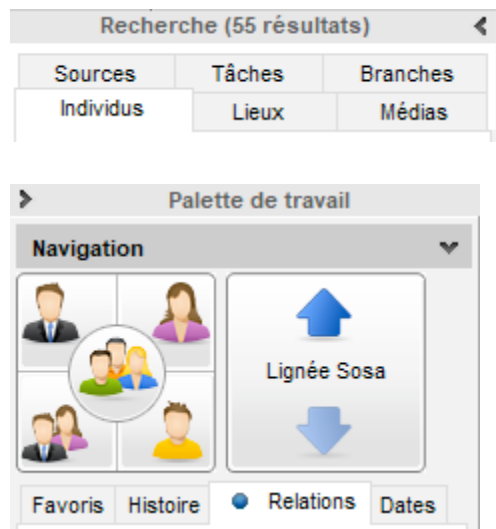 Recherche (55 résultats)
Sources Tâches Branches
Individus Lieux Médias
Palette de travail
Navigation
Lignée Sosa
Favoris Histoire Relations Dates